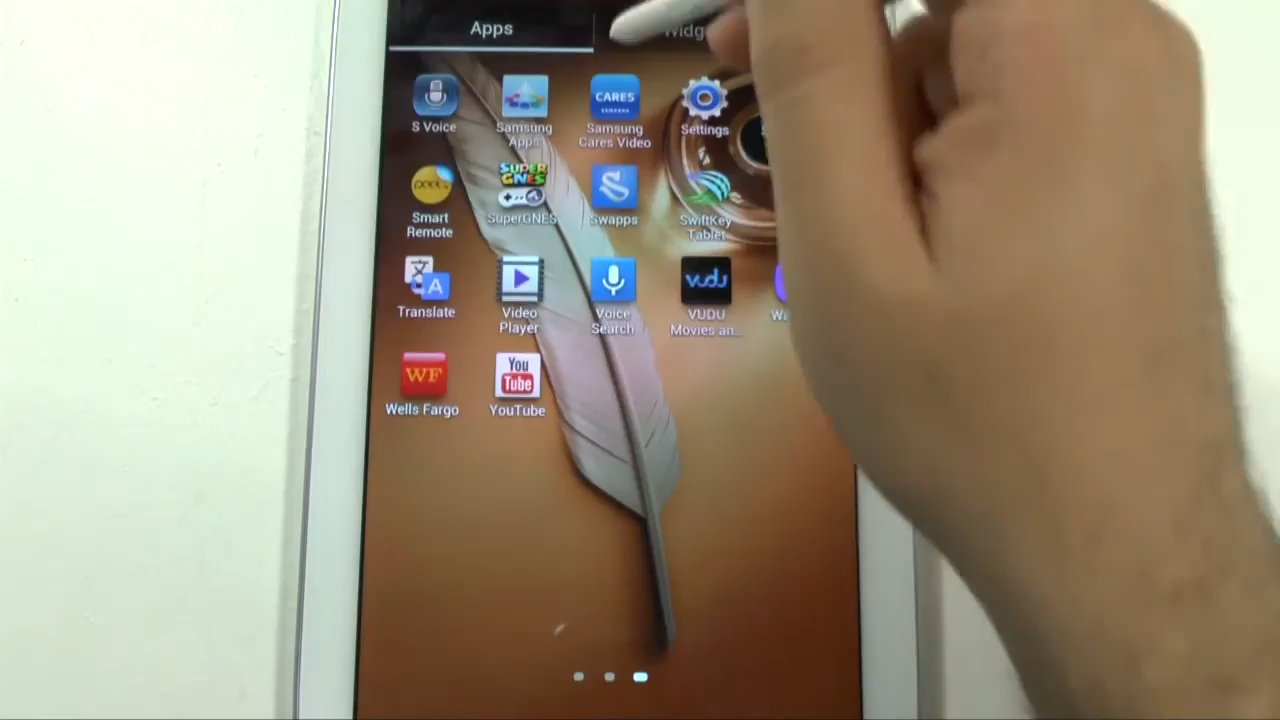 Apps
S Voice
Samsung
Apps
CARES
Samsung
Cares Video
Settings
Smart
Remote
SUPER
GNES
SuperGNES
Swapps
SwiftKey
Tablet
文
A
Translate
Video
Player
Voice
Search
vudu
VUDU
Movies an...
WF
Wells Fargo
You
Tube
YouTube